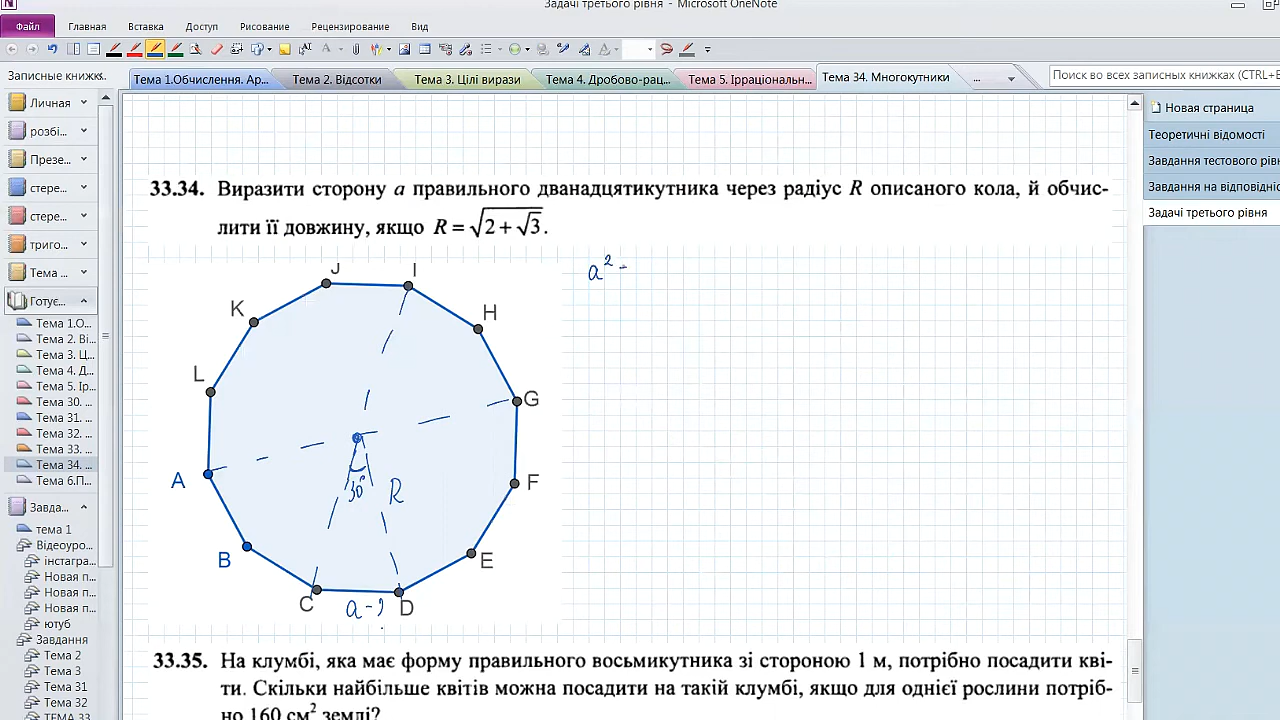 Задачі третього рівня - Microsoft OneNote
Файл Главная Вставка Доступ Рисование Рецензирование Вид
Записные книжк.
Тема 1.Обчислення. Ар...
Тема 2. Відсотки
Тема 3. Цілі вирази
Тема 4. Дробово-рац...
Тема 5. Ірраціональн...
Тема 34. Многокутники
...
Поиск во всех записных книжках (CTRL+E
Личная
розбі...
Презе...
стере...
стере...
триго...
Тема ...
Готує...
Тема 1.О...
Тема 2. Ві...
Тема 3. Ц...
Тема 4. Д...
Тема 5. Ір...
Тема 30. ...
Тема 31. ...
Тема 32. ...
Тема 33. ...
Тема 34. ...
Тема 6.П...
Завда...
тема 1
Відеоуро...
інстагра...
Новая п...
Новая п...
Новая п...
ютуб
Завдання
Тема 2
Тема 3
Тема 31
Тема 32
ТЕМА 33
33.34. Виразити сторону a правильного дванадцятикутника через радіус R описаного кола, й обчис-
лити її довжину, якщо R = √(2 + √3).
a² -
J I
K H
L G
A F
30° R
B E
C a - ? D
33.35. На клумбі, яка має форму правильного восьмикутника зі стороною 1 м, потрібно посадити кві-
ти. Скільки найбільше квітів можна посадити на такій клумбі, якщо для однієї рослини потріб-
но 160 см² землі?
Новая страница
Теоретичні відомості
Завдання тестового рівн
Завдання на відповідніс
Задачі третього рівня